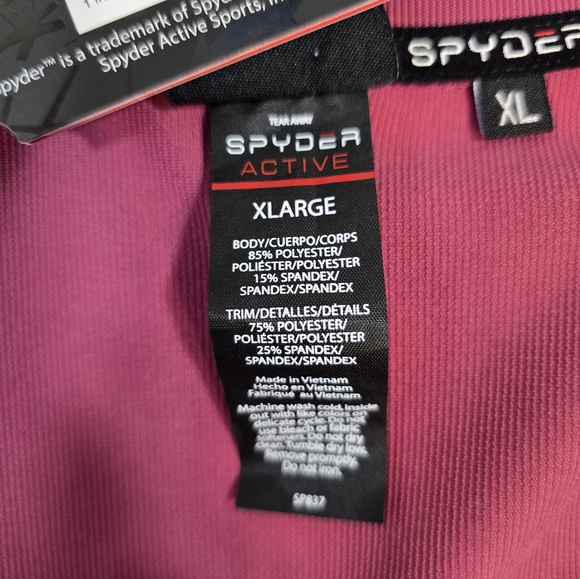 Spyder™ is a trademark of Spyder
Spyder Active Sports, In
SPYDER
XL
TEAR AWAY
SPYDER
ACTIVE
XLARGE
BODY/CUERPO/CORPS
85% POLYESTER/
POLIÉSTER/POLYESTER
15% SPANDEX/
SPANDEX/SPANDEX
TRIM/DETALLES/DÉTAILS
75% POLYESTER/
POLIÉSTER/POLYESTER
25% SPANDEX/
SPANDEX/SPANDEX
Made in Vietnam
Hecho en Vietnam
Fabriqué au Vietnam
Machine wash cold, inside
out with like colors on
delicate cycle. Do not
use bleach or fabric
softeners. Do not dry
clean. Tumble dry low.
Remove promptly.
Do not iron.
SP837